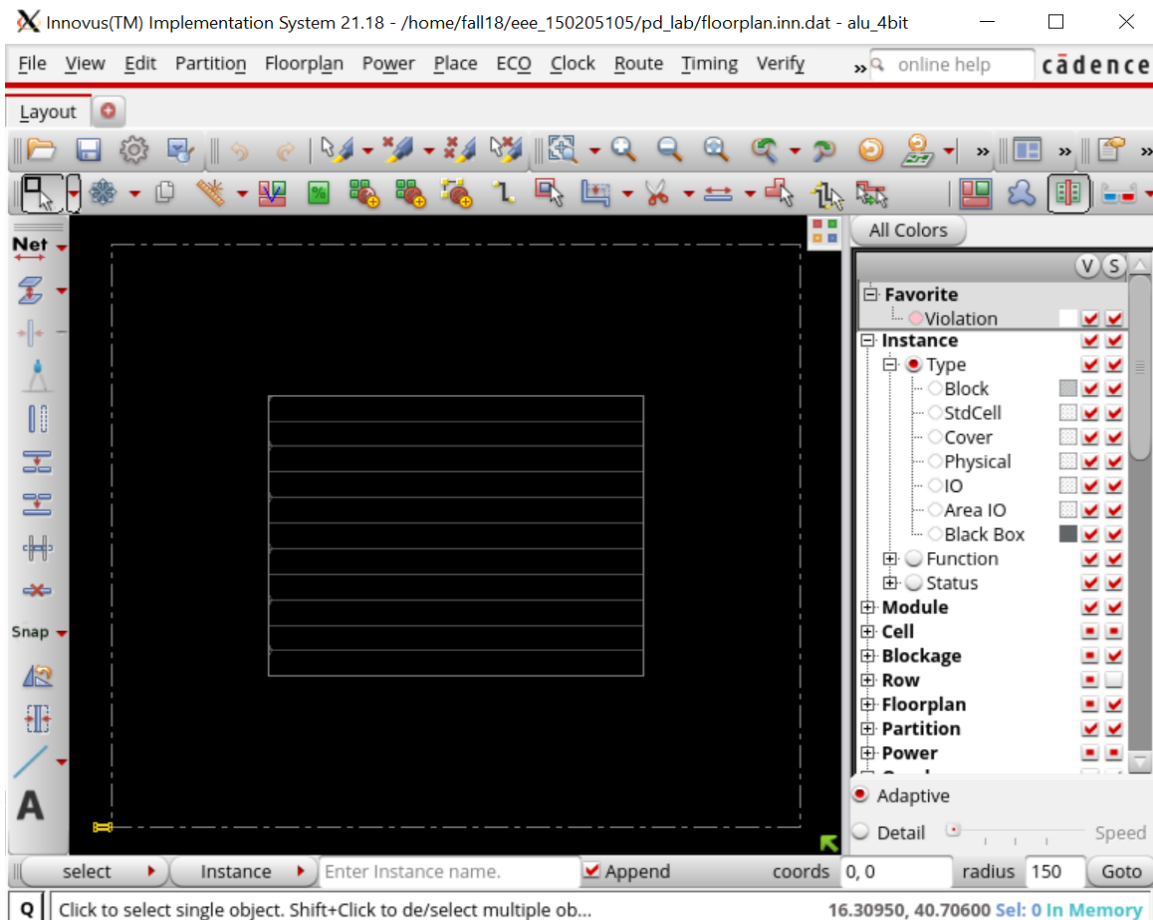 Innovus(TM) Implementation System 21.18 - /home/fall18/eee_150205105/pd_lab/floorplan.inn.dat - alu_4bit
File View Edit Partition Floorplan Power Place ECO Clock Route Timing Verify » online help cādence
Layout
» » »
Net
All Colors
V S
Favorite
Violation
Instance
Type
Block
StdCell
Cover
Physical
IO
Area IO
Black Box
Function
Status
Module
Cell
Blockage
Row
Floorplan
Partition
Power
Snap
A
Adaptive
Detail Speed
select Instance Enter Instance name. Append coords 0, 0 radius 150 Goto
Q Click to select single object. Shift+Click to de/select multiple ob... 16.30950, 40.70600 Sel: 0 In Memory